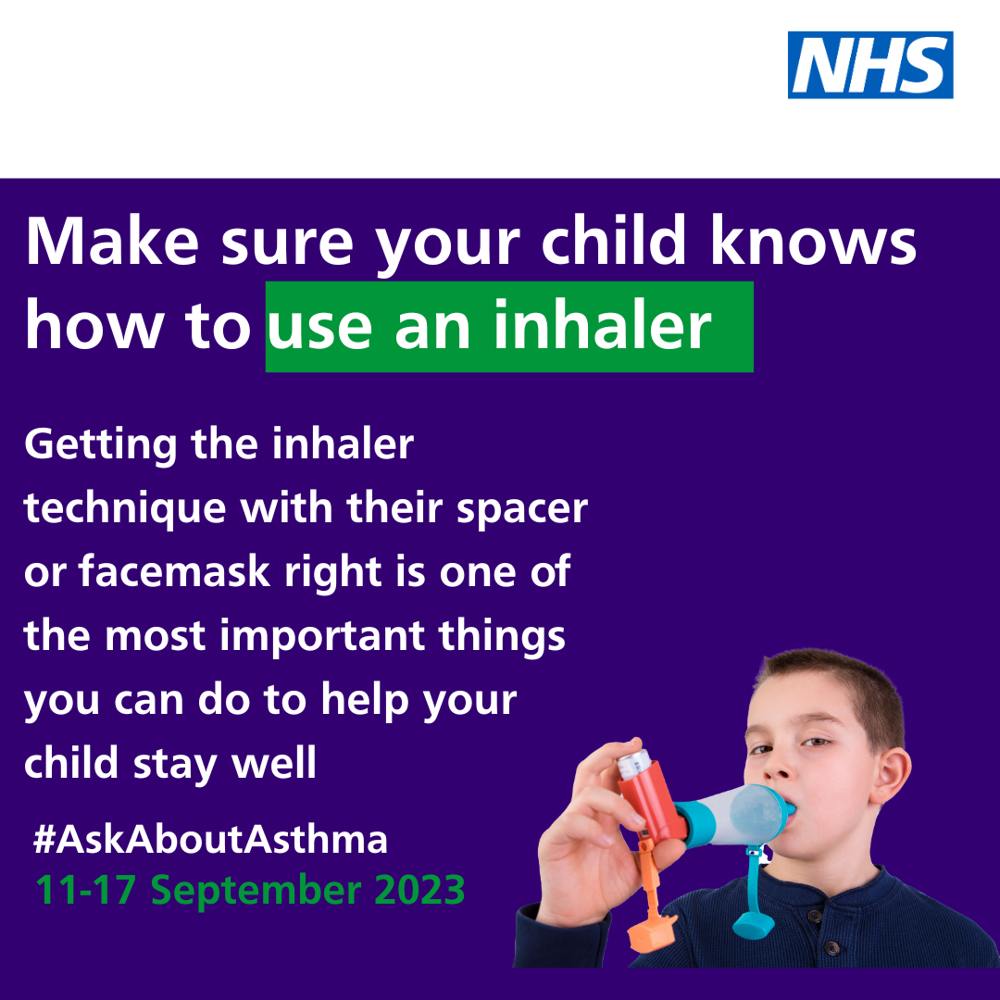 NHS
Make sure your child knows
how to use an inhaler
Getting the inhaler
technique with their spacer
or facemask right is one of
the most important things
you can do to help your
child stay well
#AskAboutAsthma
11-17 September 2023